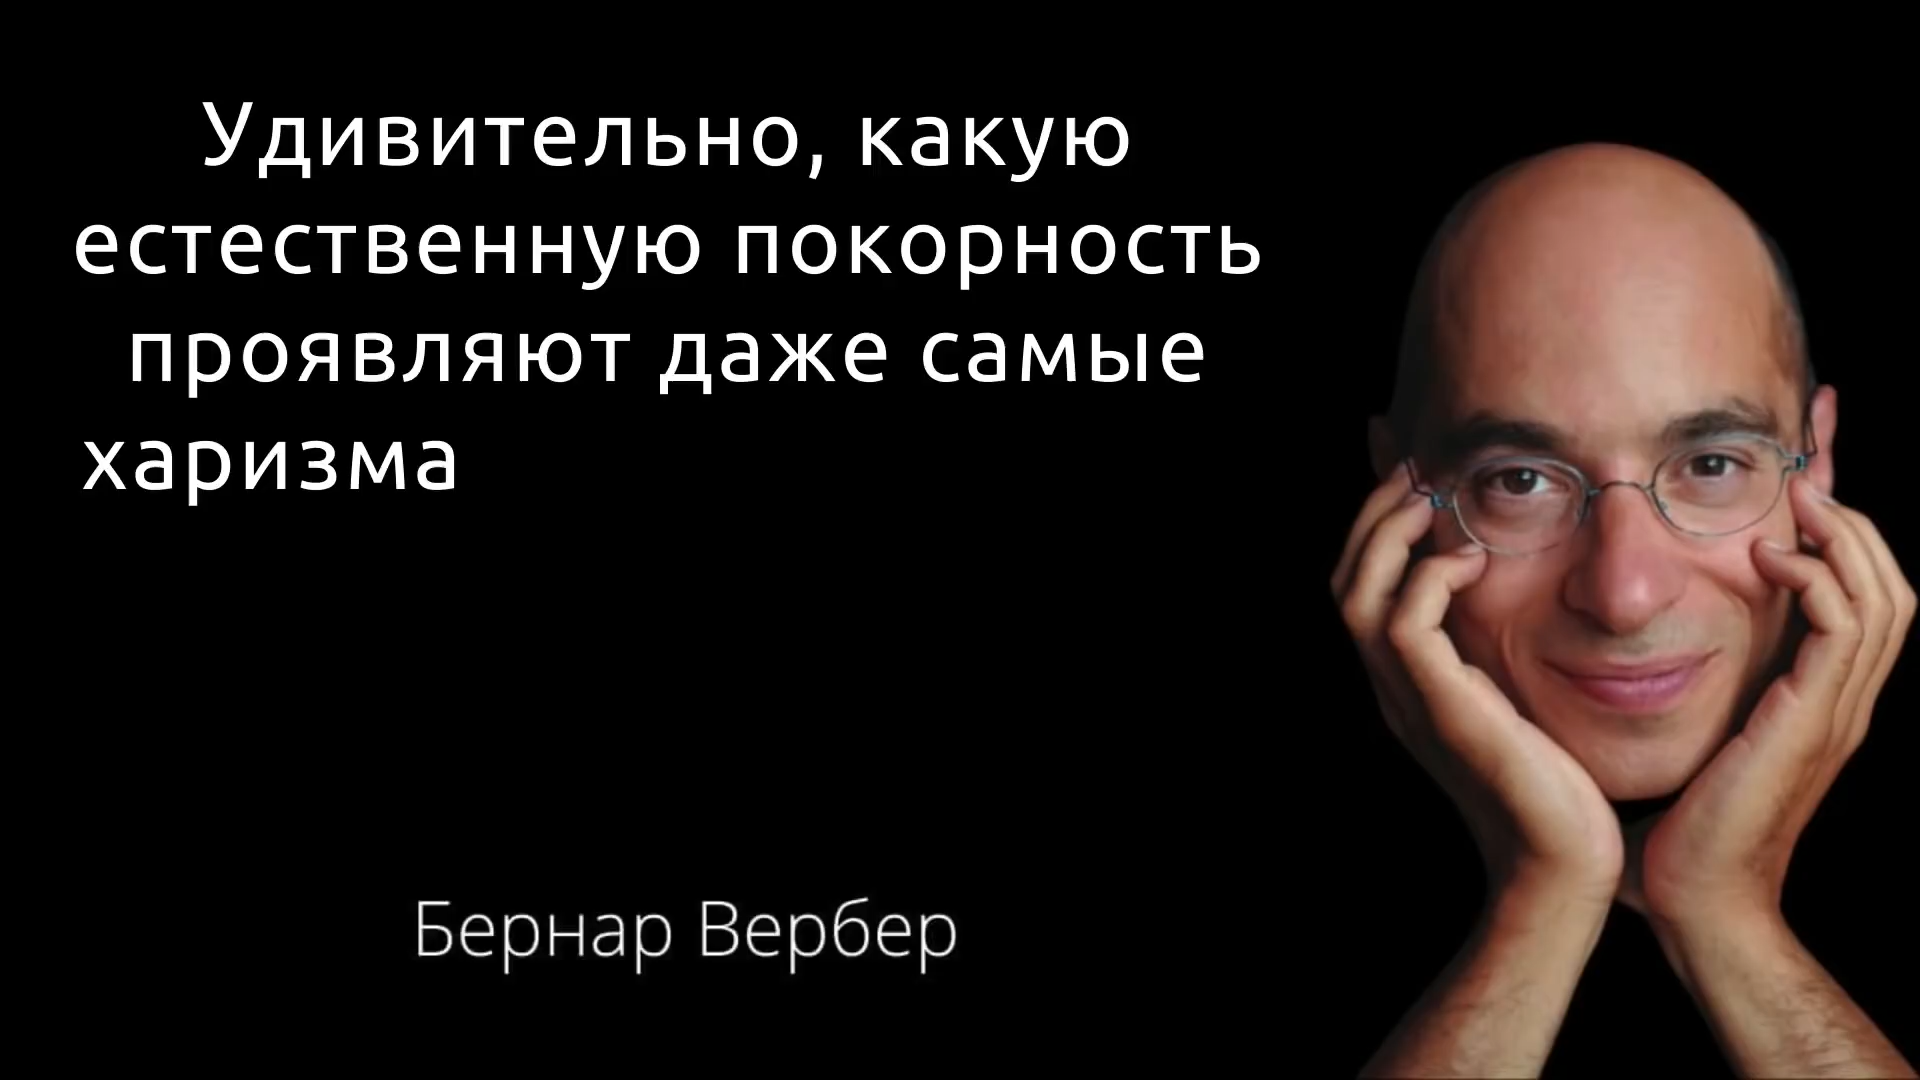 Удивительно, какую
естественную покорность
проявляют даже самые
харизма
Бернар Вербер